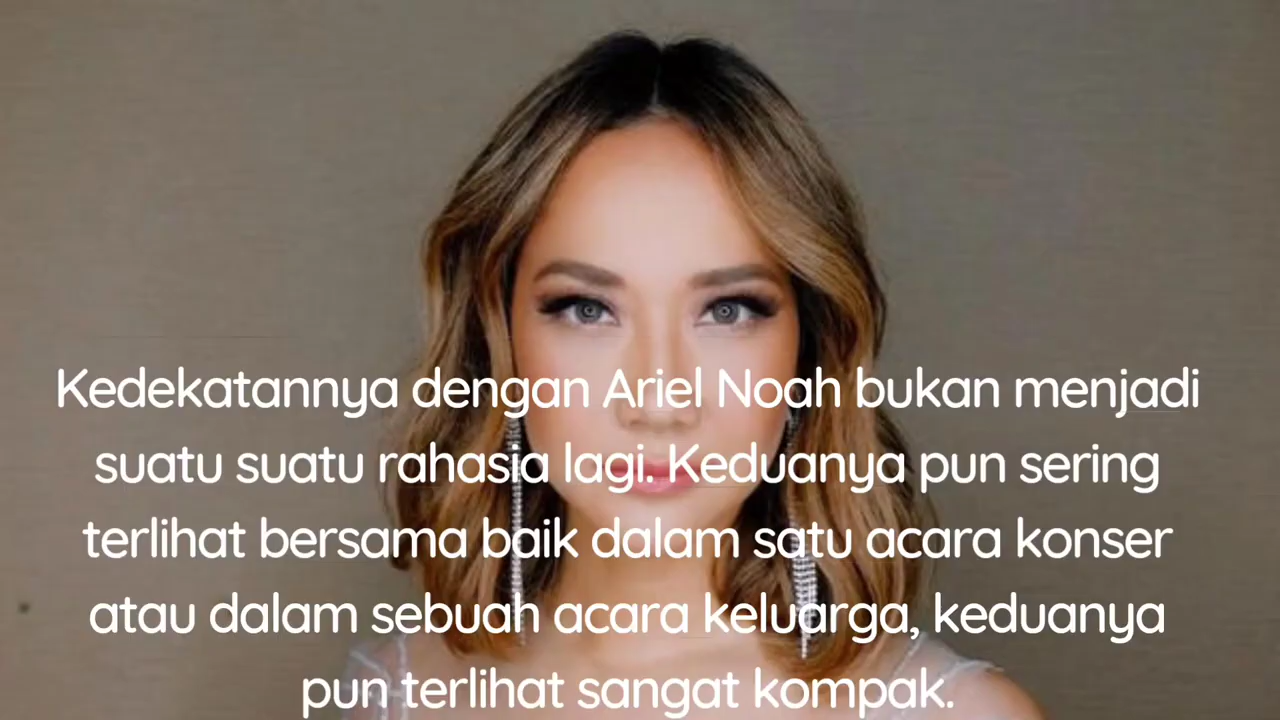 Kedekatannya dengan Ariel Noah bukan menjadi
suatu suatu rahasia lagi. Keduanya pun sering
terlihat bersama baik dalam satu acara konser
atau dalam sebuah acara keluarga, keduanya
pun terlihat sangat kompak.